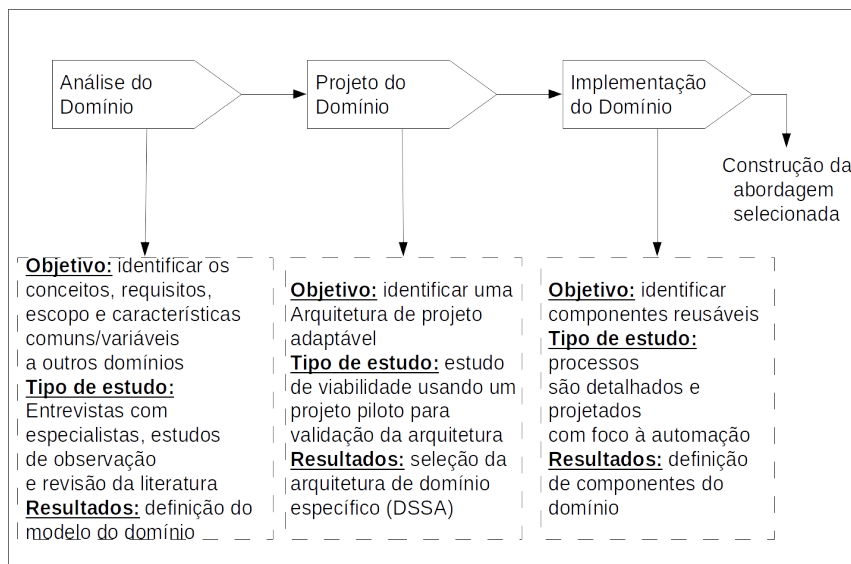 Análise do
Domínio
Projeto do
Domínio
Implementação
do Domínio
Construção da
abordagem
selecionada
Objetivo: identificar os
conceitos, requisitos,
escopo e características
comuns/variáveis
a outros domínios
Tipo de estudo:
Entrevistas com
especialistas, estudos
de observação
e revisão da literatura
Resultados: definição do
modelo do domínio
Objetivo: identificar uma
Arquitetura de projeto
adaptável
Tipo de estudo: estudo
de viabilidade usando um
projeto piloto para
validação da arquitetura
Resultados: seleção da
arquitetura de domínio
específico (DSSA)
Objetivo: identificar
componentes reusáveis
Tipo de estudo:
processos
são detalhados e
projetados
com foco à automação
Resultados: definição
de componentes do
domínio